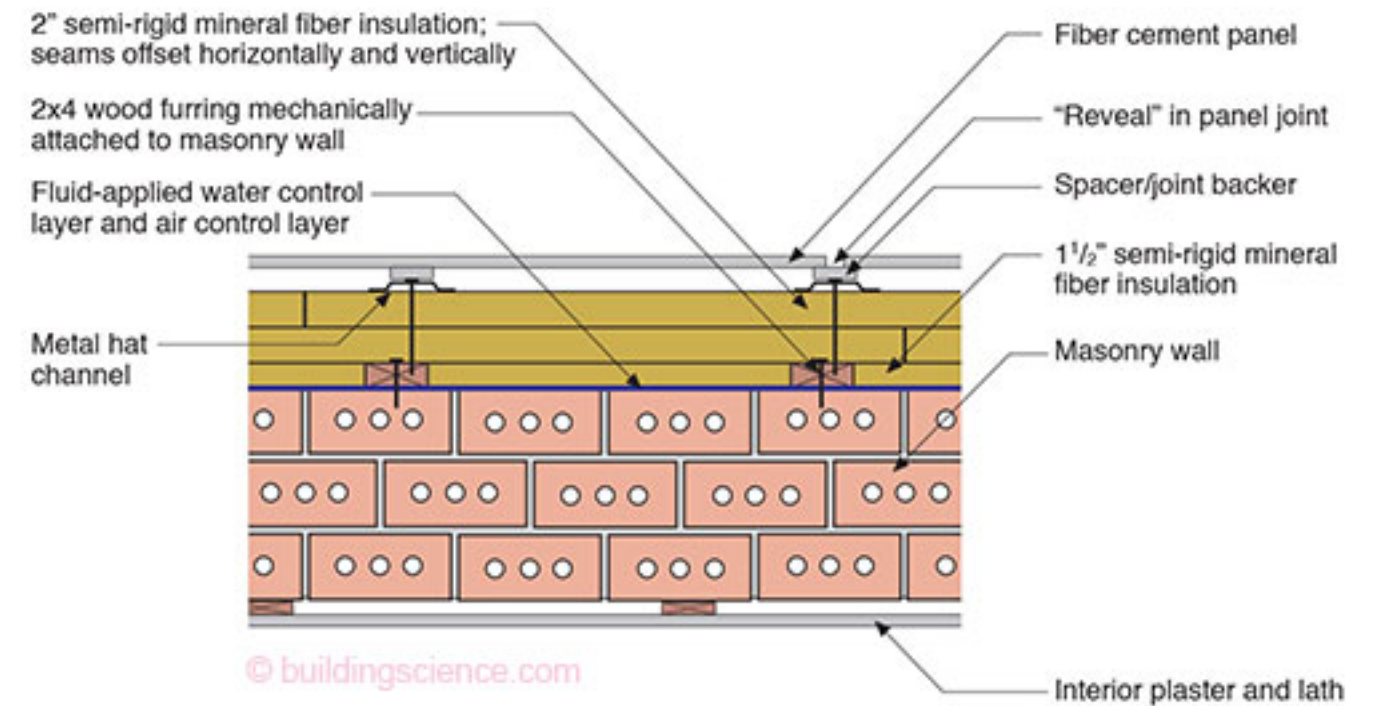 2” semi-rigid mineral fiber insulation;
seams offset horizontally and vertically
2x4 wood furring mechanically
attached to masonry wall
Fluid-applied water control
layer and air control layer
Metal hat
channel
Fiber cement panel
“Reveal” in panel joint
Spacer/joint backer
1¹/₂” semi-rigid mineral
fiber insulation
Masonry wall
Interior plaster and lath
© buildingscience.com